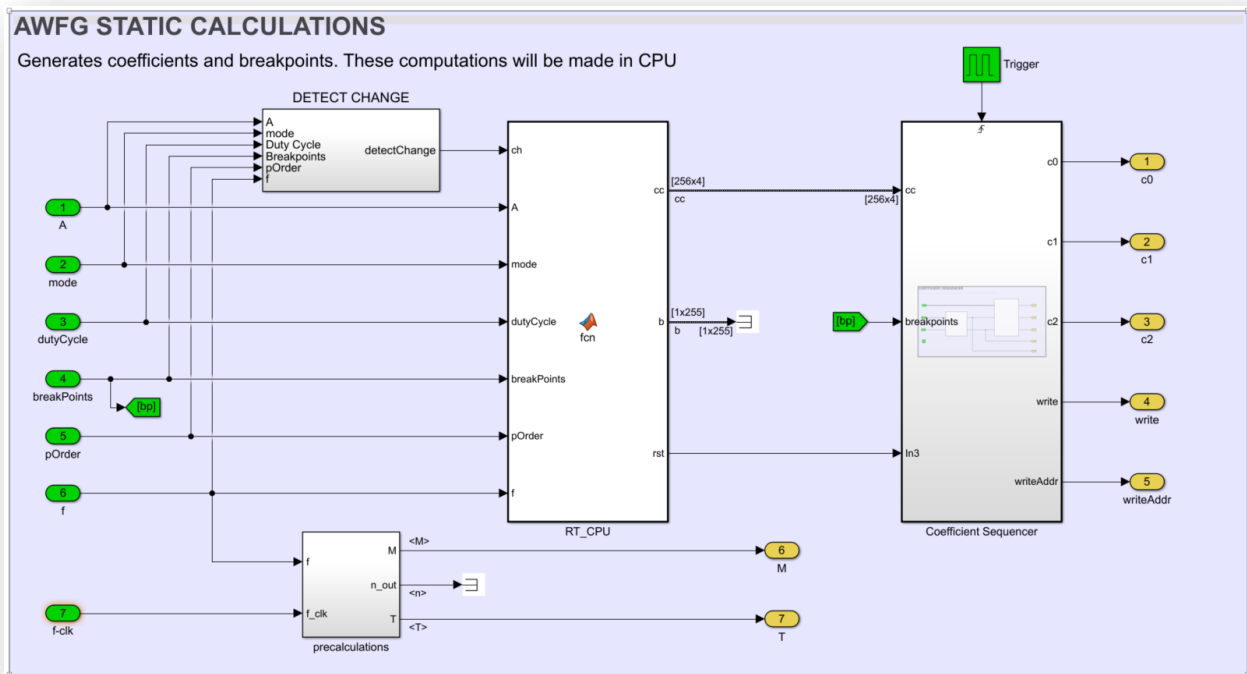 AWFG STATIC CALCULATIONS
Generates coefficients and breakpoints. These computations will be made in CPU
Trigger
DETECT CHANGE
A
mode
Duty Cycle
Breakpoints
pOrder
f
detectChange
1
A
2
mode
3
dutyCycle
4
breakPoints
[bp]
5
pOrder
6
f
7
f-clk
ch
A
mode
dutyCycle
breakPoints
pOrder
f
fcn
cc
b
rst
RT_CPU
[256x4]
cc
[256x4]
[1x255]
b
[1x255]
[bp]
cc
breakpoints
In3
c0
c1
c2
write
writeAddr
Coefficient Sequencer
1
c0
2
c1
3
c2
4
write
5
writeAddr
f
f_clk
M
n_out
T
precalculations
<M>
<n>
<T>
6
M
7
T